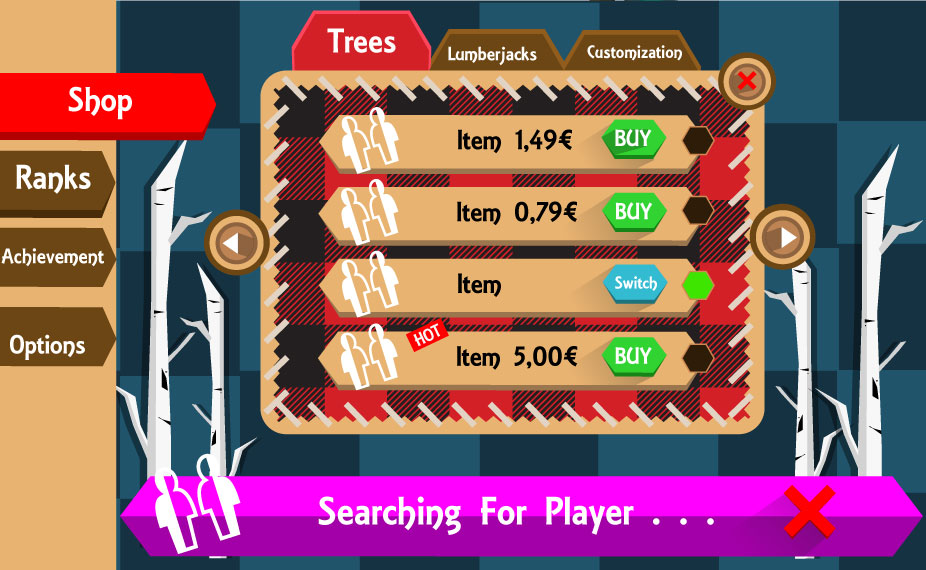 Trees
Lumberjacks
Customization
Shop
Ranks
Achievement
Options
Item 1,49€ BUY
Item 0,79€ BUY
Item Switch
HOT
Item 5,00€ BUY
Searching For Player . . .